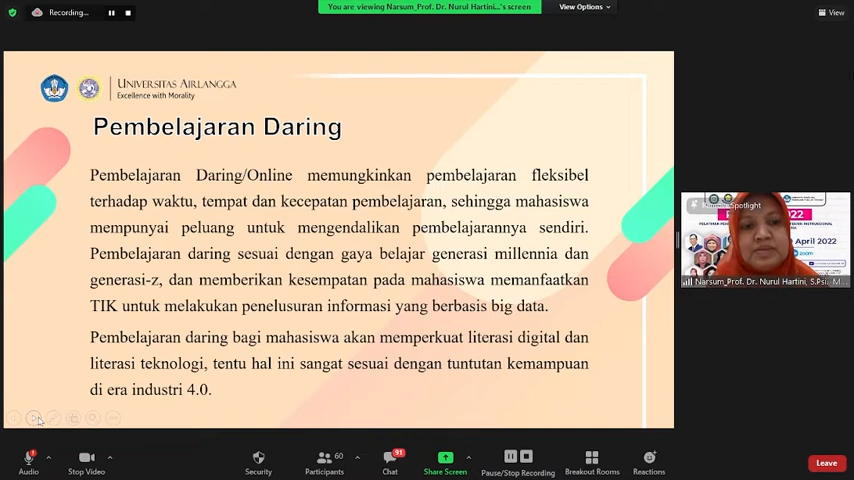 Recording...
You are viewing Narsum_Prof. Dr. Nurul Hartini...'s screen
View Options
View
UNIVERSITAS AIRLANGGA
Excellence with Morality
Pembelajaran Daring
Pembelajaran Daring/Online memungkinkan pembelajaran fleksibel
terhadap waktu, tempat dan kecepatan pembelajaran, sehingga mahasiswa
mempunyai peluang untuk mengendalikan pembelajarannya sendiri.
Pembelajaran daring sesuai dengan gaya belajar generasi millennia dan
generasi-z, dan memberikan kesempatan pada mahasiswa memanfaatkan
TIK untuk melakukan penelusuran informasi yang berbasis big data.
Pembelajaran daring bagi mahasiswa akan memperkuat literasi digital dan
literasi teknologi, tentu hal ini sangat sesuai dengan tuntutan kemampuan
di era industri 4.0.
Spotlight
2022
April 2022
zoom
Narsum_Prof. Dr. Nurul Hartini, S.Psi., M...
Audio
Stop Video
Security
60
Participants
91
Chat
Share Screen
Pause/Stop Recording
Breakout Rooms
Reactions
Leave